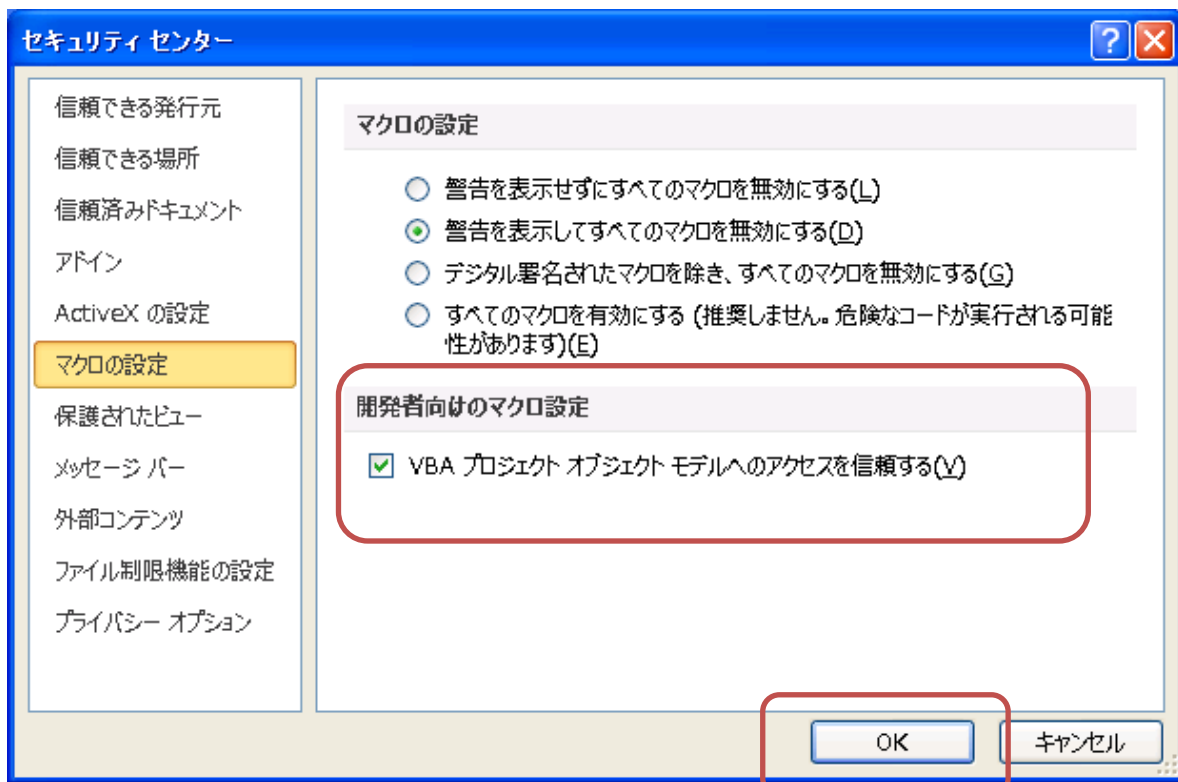 セキュリティ センター
信頼できる発行元
信頼できる場所
信頼済みドキュメント
アドイン
ActiveX の設定
マクロの設定
保護されたビュー
メッセージ バー
外部コンテンツ
ファイル制限機能の設定
プライバシー オプション
マクロの設定
警告を表示せずにすべてのマクロを無効にする(L)
警告を表示してすべてのマクロを無効にする(D)
デジタル署名されたマクロを除き、すべてのマクロを無効にする(G)
すべてのマクロを有効にする (推奨しません。危険なコードが実行される可能
性があります)(E)
開発者向けのマクロ設定
VBA プロジェクト オブジェクト モデルへのアクセスを信頼する(V)
OK
キャンセル